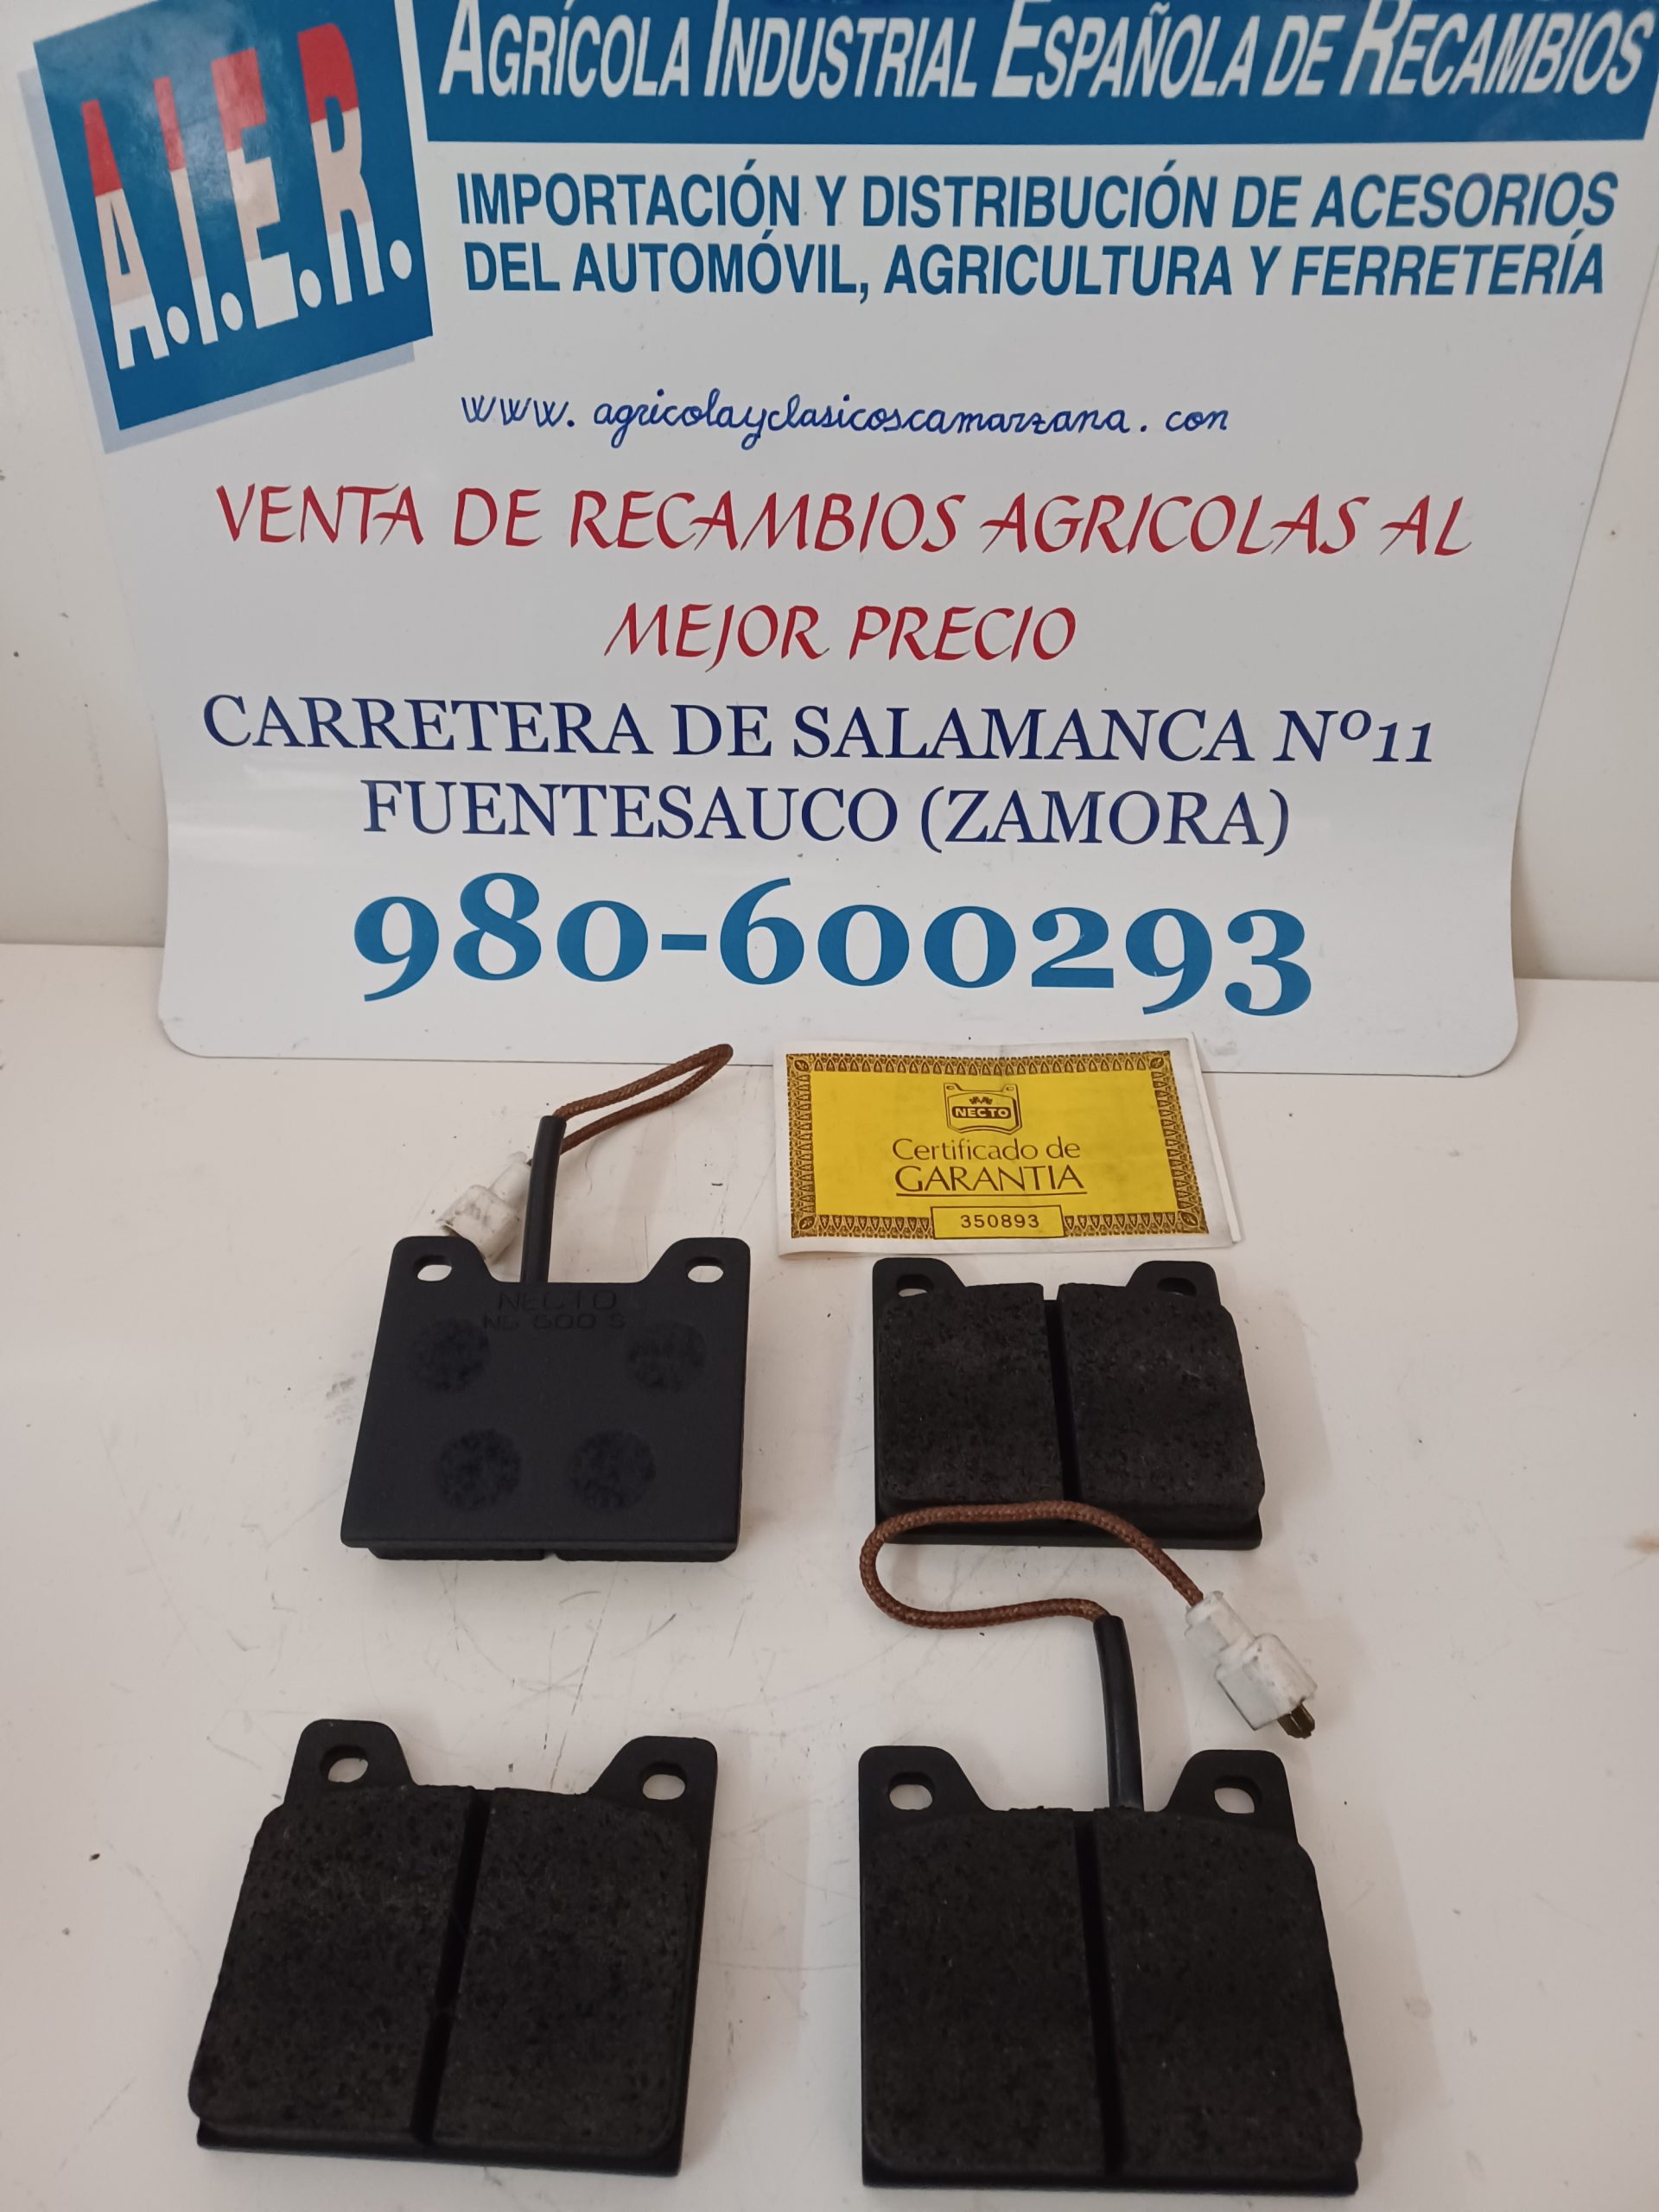 A.I.E.R.
AGRÍCOLA INDUSTRIAL ESPAÑOLA DE RECAMBIOS
IMPORTACIÓN Y DISTRIBUCIÓN DE ACESORIOS
DEL AUTOMÓVIL, AGRICULTURA Y FERRETERÍA
www.agricolayclasicoscamarzana.con
VENTA DE RECAMBIOS AGRICOLAS AL
MEJOR PRECIO
CARRETERA DE SALAMANCA Nº11
FUENTESAUCO (ZAMORA)
980-600293
NECTO
Certificado de
GARANTIA
350893
NECTO